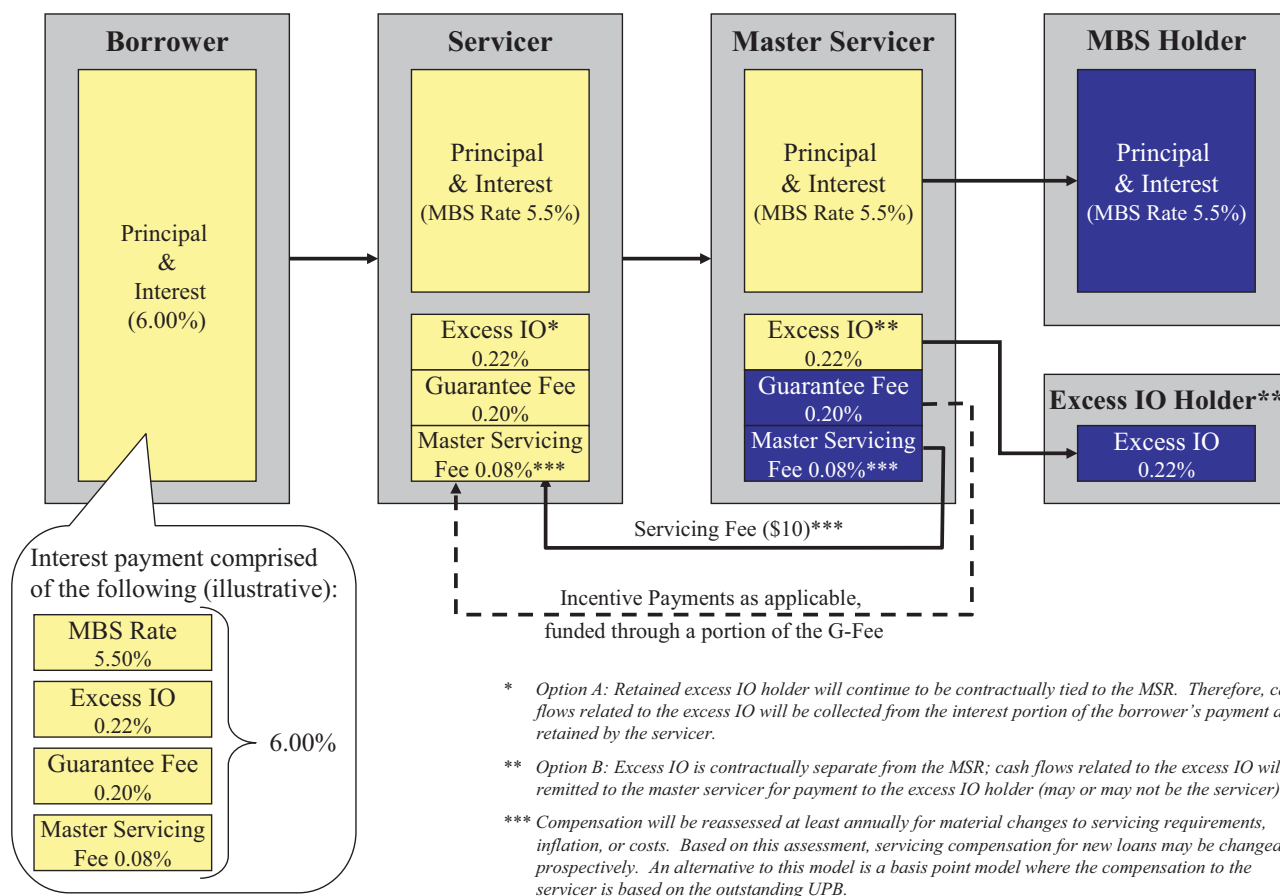 Borrower
Servicer
Master Servicer
MBS Holder
Principal
&
Interest
(6.00%)
Principal
& Interest
(MBS Rate 5.5%)
Principal
& Interest
(MBS Rate 5.5%)
Principal
& Interest
(MBS Rate 5.5%)
Excess IO*
0.22%
Guarantee Fee
0.20%
Master Servicing
Fee 0.08%***
Excess IO**
0.22%
Guarantee Fee
0.20%
Master Servicing
Fee 0.08%***
Excess IO Holder**
Excess IO
0.22%
Servicing Fee ($10)***
Incentive Payments as applicable,
funded through a portion of the G-Fee
Interest payment comprised
of the following (illustrative):
MBS Rate
5.50%
Excess IO
0.22%
Guarantee Fee
0.20%
Master Servicing
Fee 0.08%
6.00%
* Option A: Retained excess IO holder will continue to be contractually tied to the MSR. Therefore,
flows related to the excess IO will be collected from the interest portion of the borrower's payment
retained by the servicer.
** Option B: Excess IO is contractually separate from the MSR; cash flows related to the excess IO
remitted to the master servicer for payment to the excess IO holder (may or may not be the servicer)
*** Compensation will be reassessed at least annually for material changes to servicing requirements,
inflation, or costs. Based on this assessment, servicing compensation for new loans may be changed
prospectively. An alternative to this model is a basis point model where the compensation to the
servicer is based on the outstanding UPB.